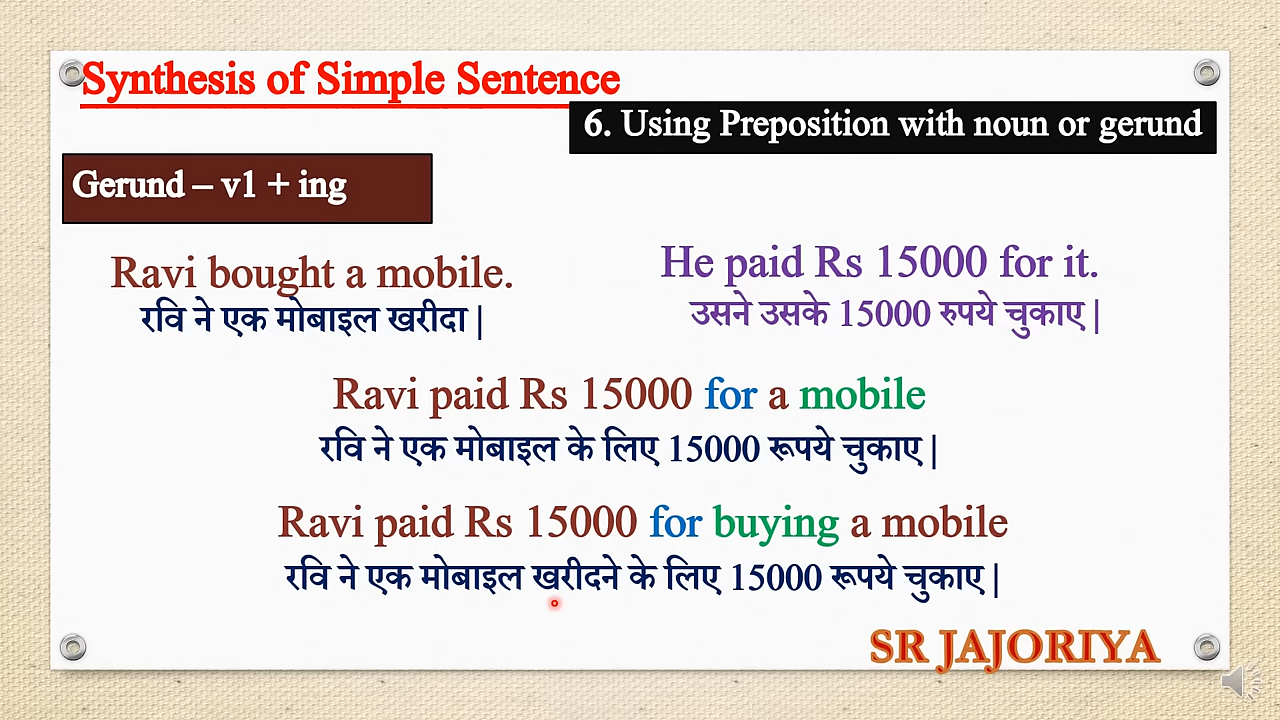 Synthesis of Simple Sentence
6. Using Preposition with noun or gerund
Gerund – v1 + ing
Ravi bought a mobile.
रवि ने एक मोबाइल खरीदा |
He paid Rs 15000 for it.
उसने उसके 15000 रुपये चुकाए |
Ravi paid Rs 15000 for a mobile
रवि ने एक मोबाइल के लिए 15000 रूपये चुकाए |
Ravi paid Rs 15000 for buying a mobile
रवि ने एक मोबाइल खरीदने के लिए 15000 रूपये चुकाए |
SR JAJORIYA